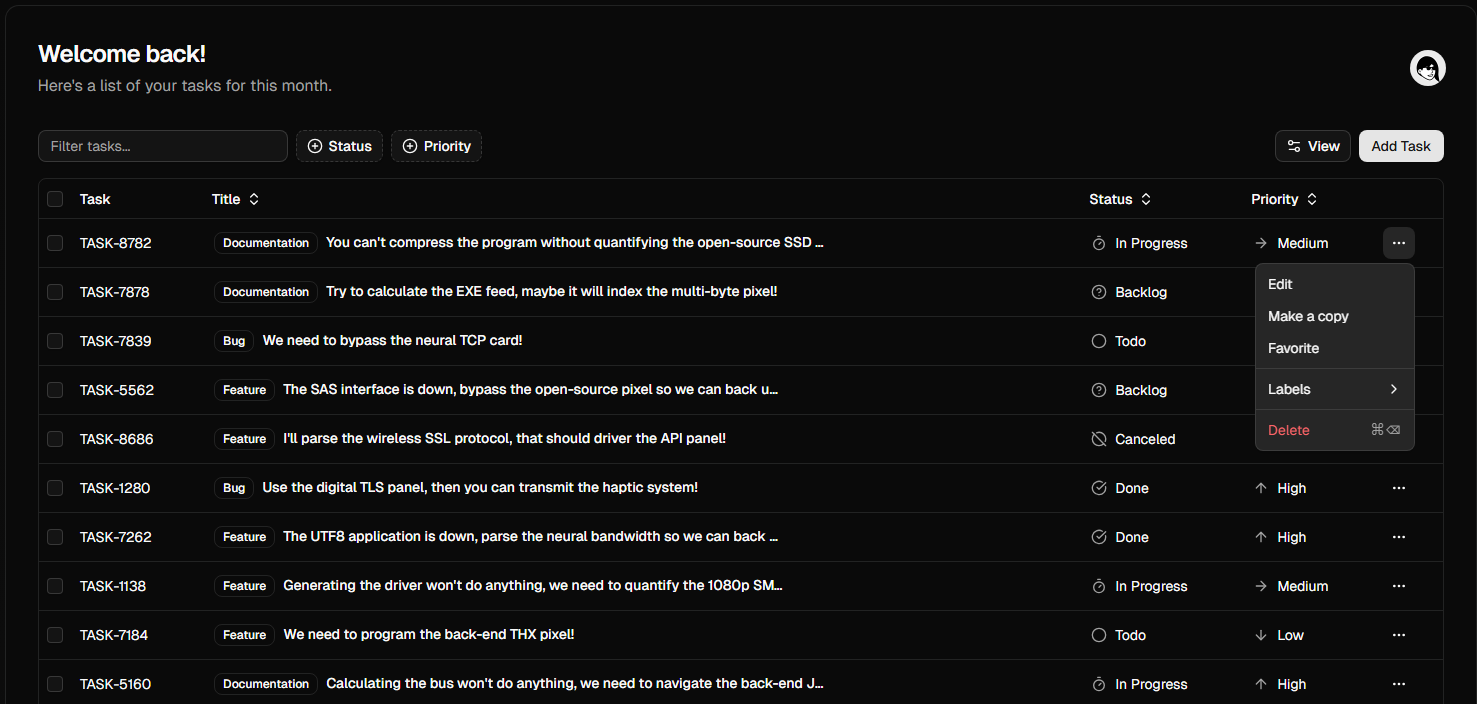 Welcome back!
Here's a list of your tasks for this month.
Filter tasks...
Status
Priority
View
Add Task
Task Title Status Priority
TASK-8782 Documentation You can't compress the program without quantifying the open-source SSD ... In Progress Medium
TASK-7878 Documentation Try to calculate the EXE feed, maybe it will index the multi-byte pixel! Backlog
TASK-7839 Bug We need to bypass the neural TCP card! Todo
TASK-5562 Feature The SAS interface is down, bypass the open-source pixel so we can back u... Backlog
TASK-8686 Feature I'll parse the wireless SSL protocol, that should driver the API panel! Canceled
Edit
Make a copy
Favorite
Labels
Delete ⌘⌫
TASK-1280 Bug Use the digital TLS panel, then you can transmit the haptic system! Done High
TASK-7262 Feature The UTF8 application is down, parse the neural bandwidth so we can back ... Done High
TASK-1138 Feature Generating the driver won't do anything, we need to quantify the 1080p SM... In Progress Medium
TASK-7184 Feature We need to program the back-end THX pixel! Todo Low
TASK-5160 Documentation Calculating the bus won't do anything, we need to navigate the back-end J... In Progress High